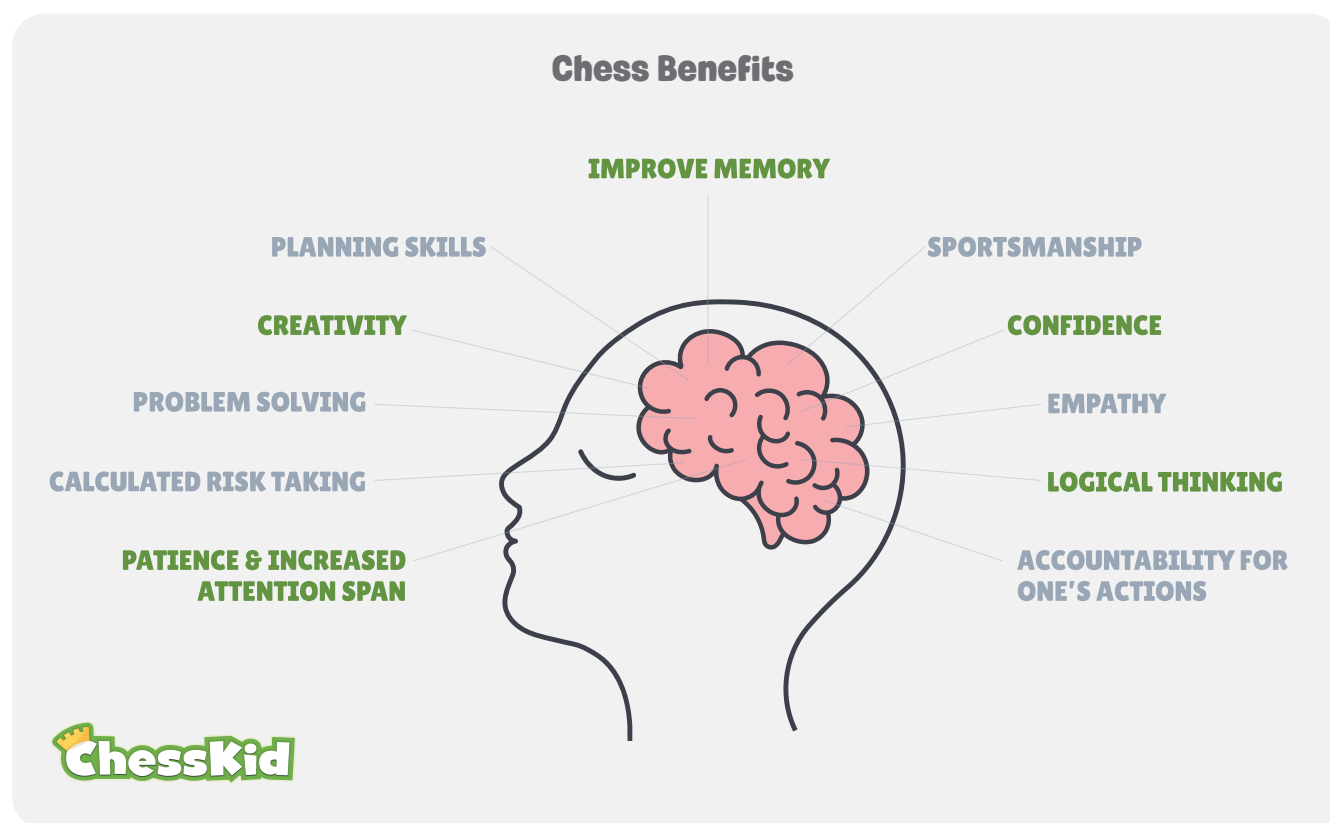 Chess Benefits
IMPROVE MEMORY
PLANNING SKILLS
SPORTSMANSHIP
CREATIVITY
CONFIDENCE
PROBLEM SOLVING
EMPATHY
CALCULATED RISK TAKING
LOGICAL THINKING
PATIENCE & INCREASED
ATTENTION SPAN
ACCOUNTABILITY FOR
ONE'S ACTIONS
ChessKid